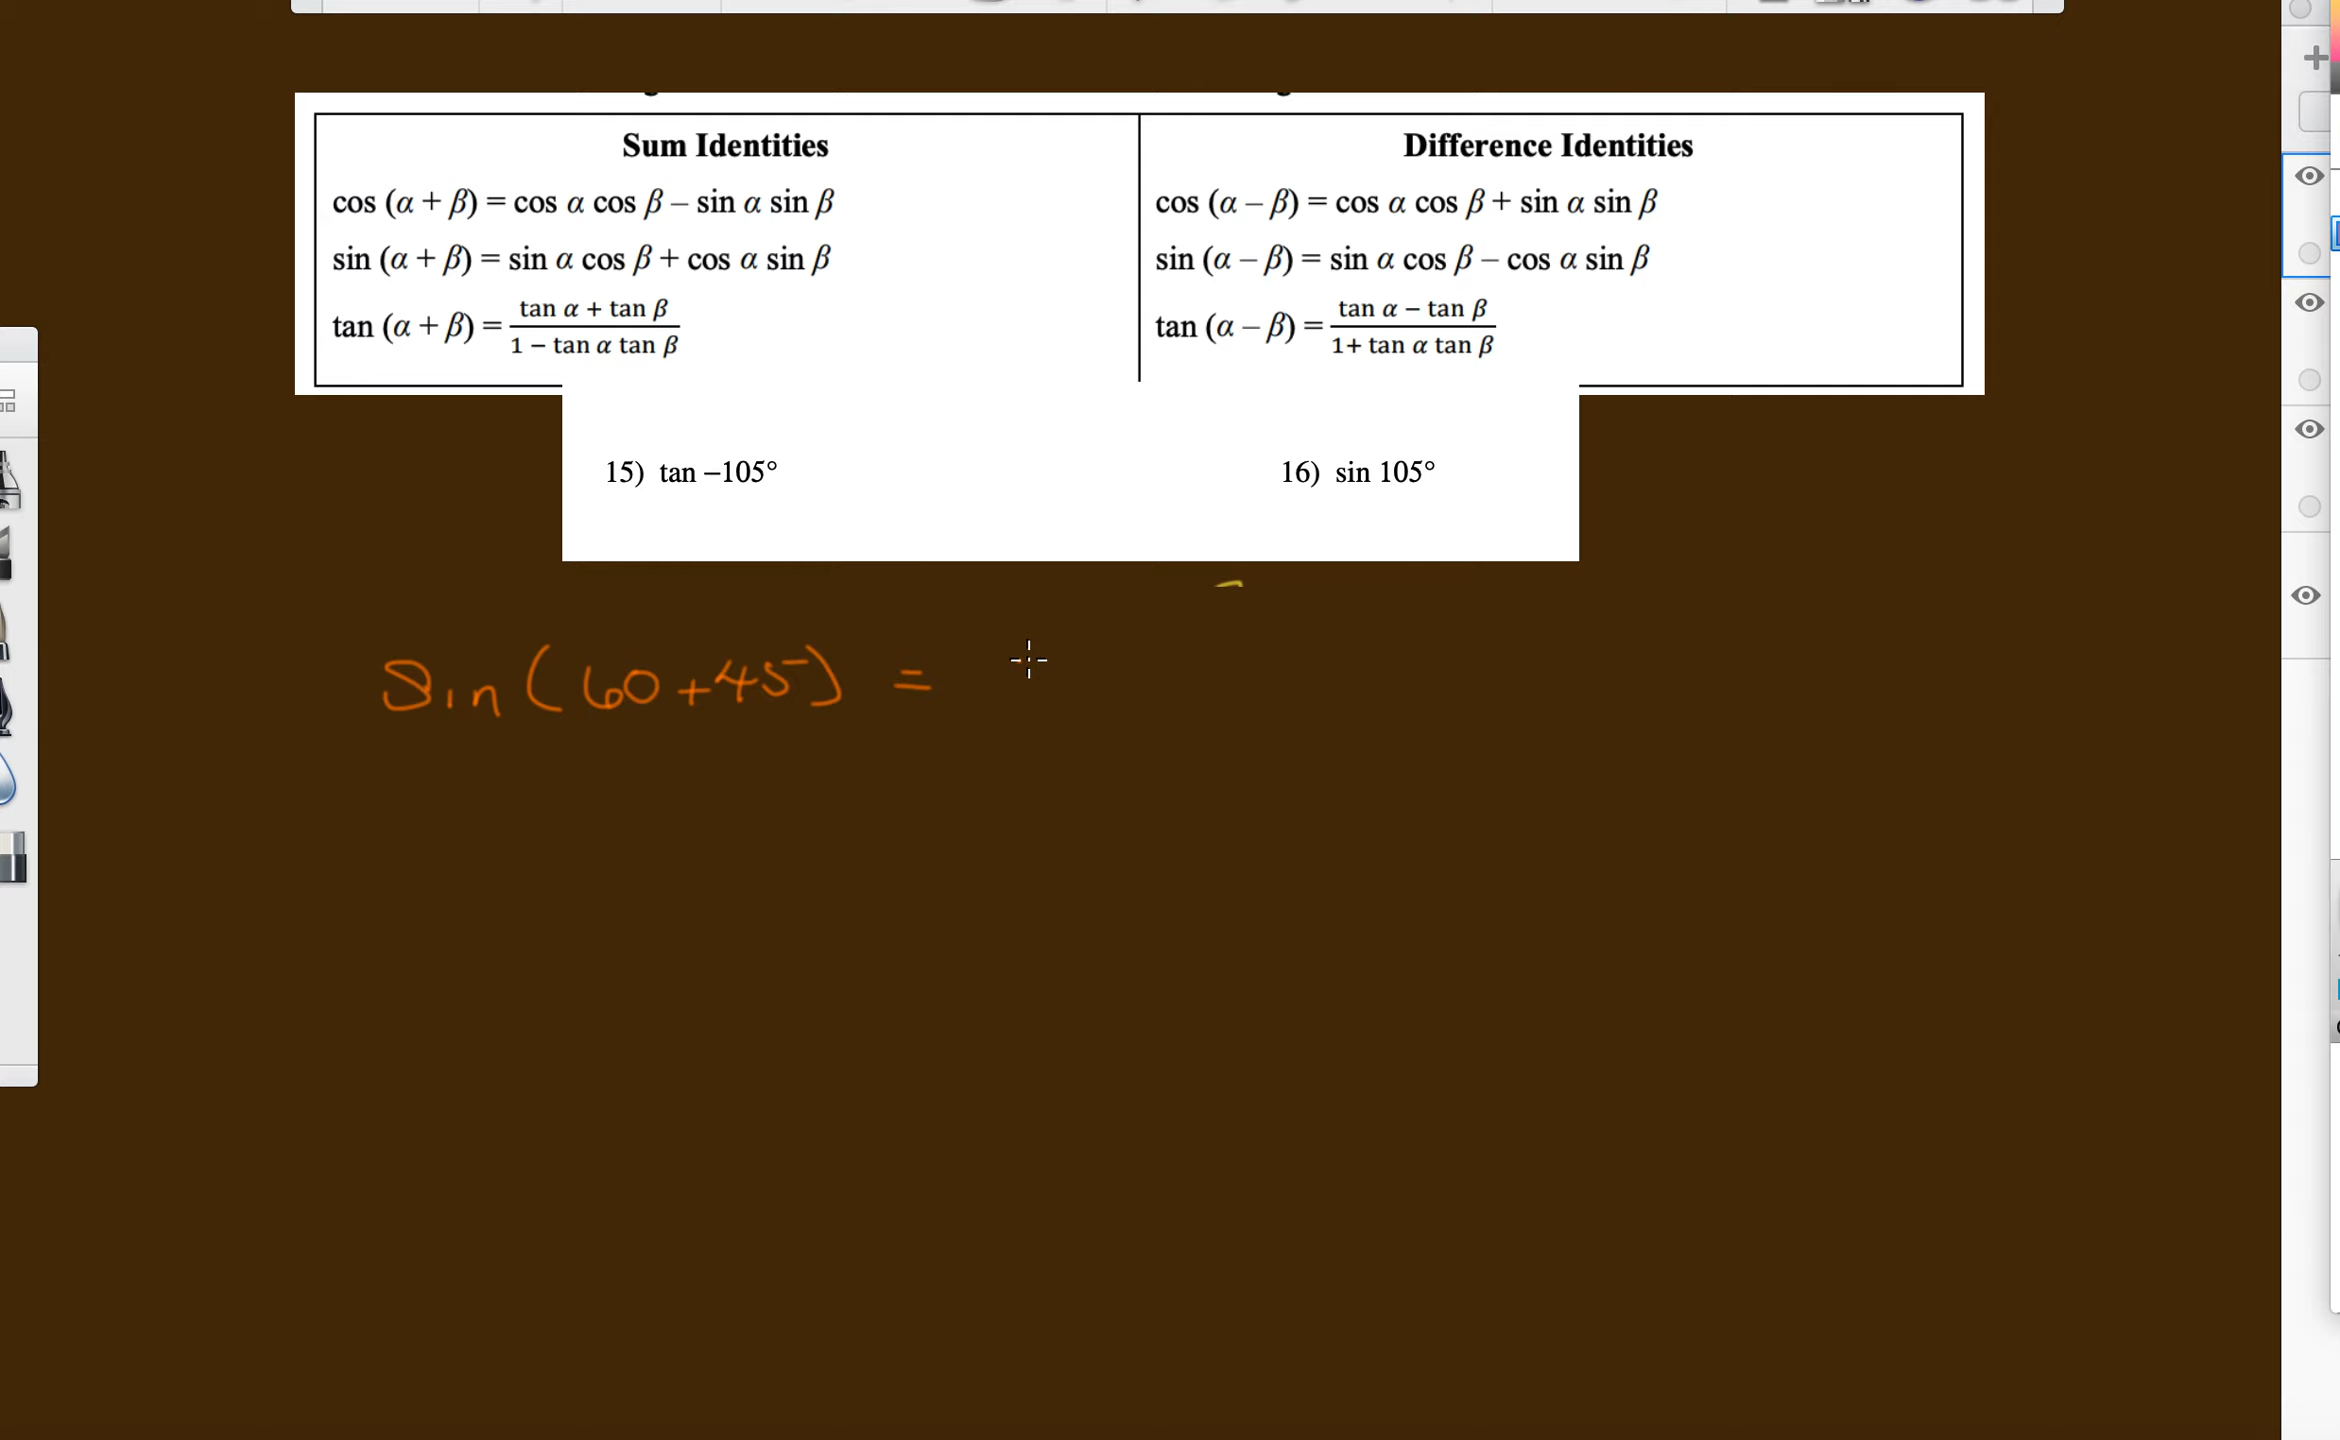 Sum Identities
cos (α + β) = cos α cos β – sin α sin β
sin (α + β) = sin α cos β + cos α sin β
tan (α + β) = tan α + tan β / 1 − tan α tan β
Difference Identities
cos (α – β) = cos α cos β + sin α sin β
sin (α – β) = sin α cos β – cos α sin β
tan (α – β) = tan α − tan β / 1+ tan α tan β
15) tan –105°
16) sin 105°
Sin(60+45) =